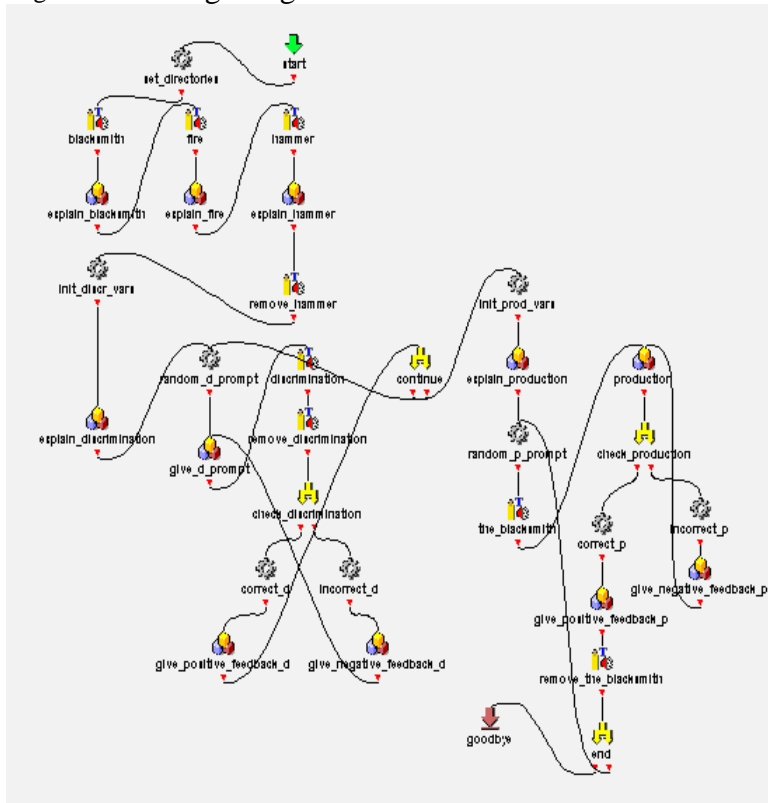 start
set_directories
blacksmith
fire
hammer
explain_blacksmith
explain_fire
explain_hammer
init_discr_vars
remove_hammer
init_prod_vars
random_d_prompt
discrimination
continue
explain_production
production
explain_discrimination
give_d_prompt
remove_discrimination
random_p_prompt
check_production
check_discrimination
the_blacksmith
correct_p
incorrect_p
correct_d
incorrect_d
give_negative_feedback_p
give_positive_feedback_p
give_positive_feedback_d
give_negative_feedback_d
remove_the_blacksmith
goodbye
end